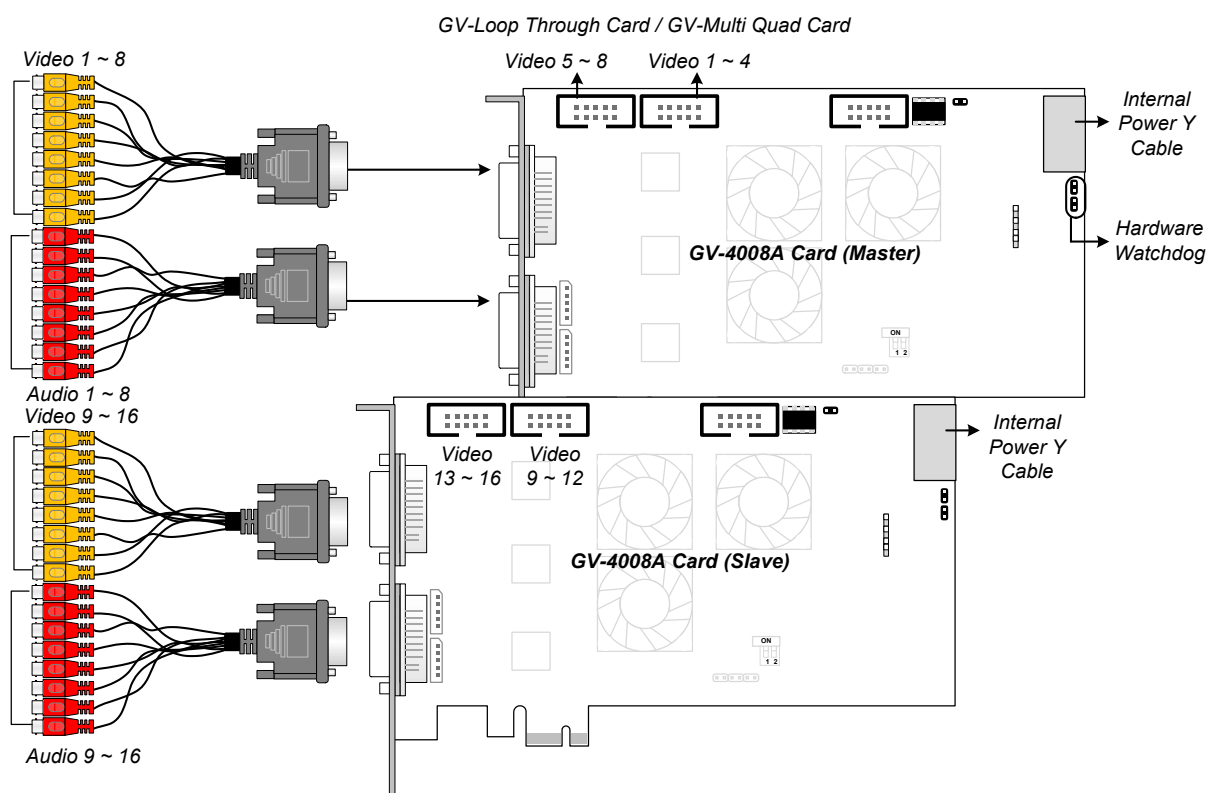 GV-Loop Through Card / GV-Multi Quad Card
Video 1 ~ 8
Video 5 ~ 8
Video 1 ~ 4
Internal
Power Y
Cable
Hardware
Watchdog
GV-4008A Card (Master)
ON
1 2
Audio 1 ~ 8
Video 9 ~ 16
Video
13 ~ 16
Video
9 ~ 12
Internal
Power Y
Cable
GV-4008A Card (Slave)
ON
1 2
Audio 9 ~ 16